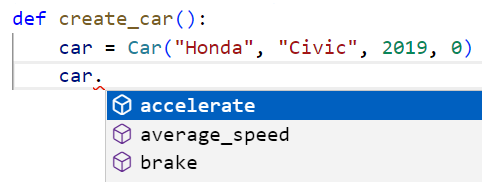 def create_car():
    car = Car("Honda", "Civic", 2019, 0)
    car.
accelerate
average_speed
brake